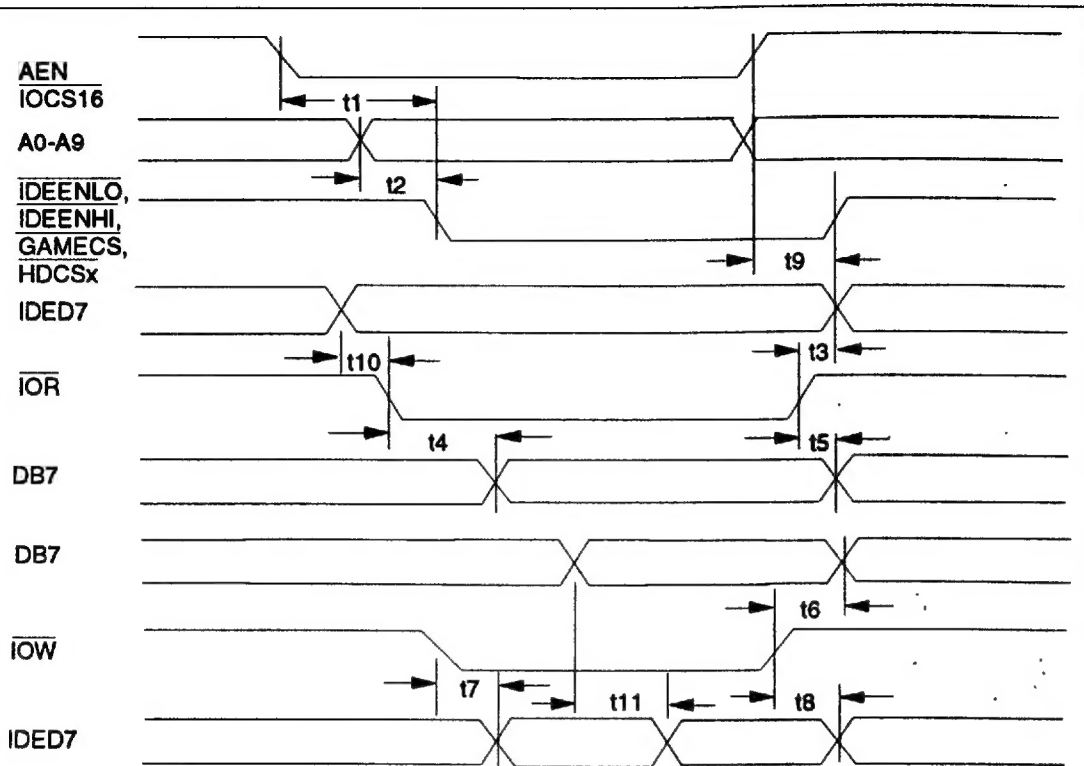 AEN
IOCS16
t1
A0-A9
t2
IDEENLO,
IDEENHI,
GAMECS,
HDCSx
t9
IDED7
t10
t3
IOR
t4
t5
DB7
DB7
t6
IOW
t7
t11
t8
IDED7